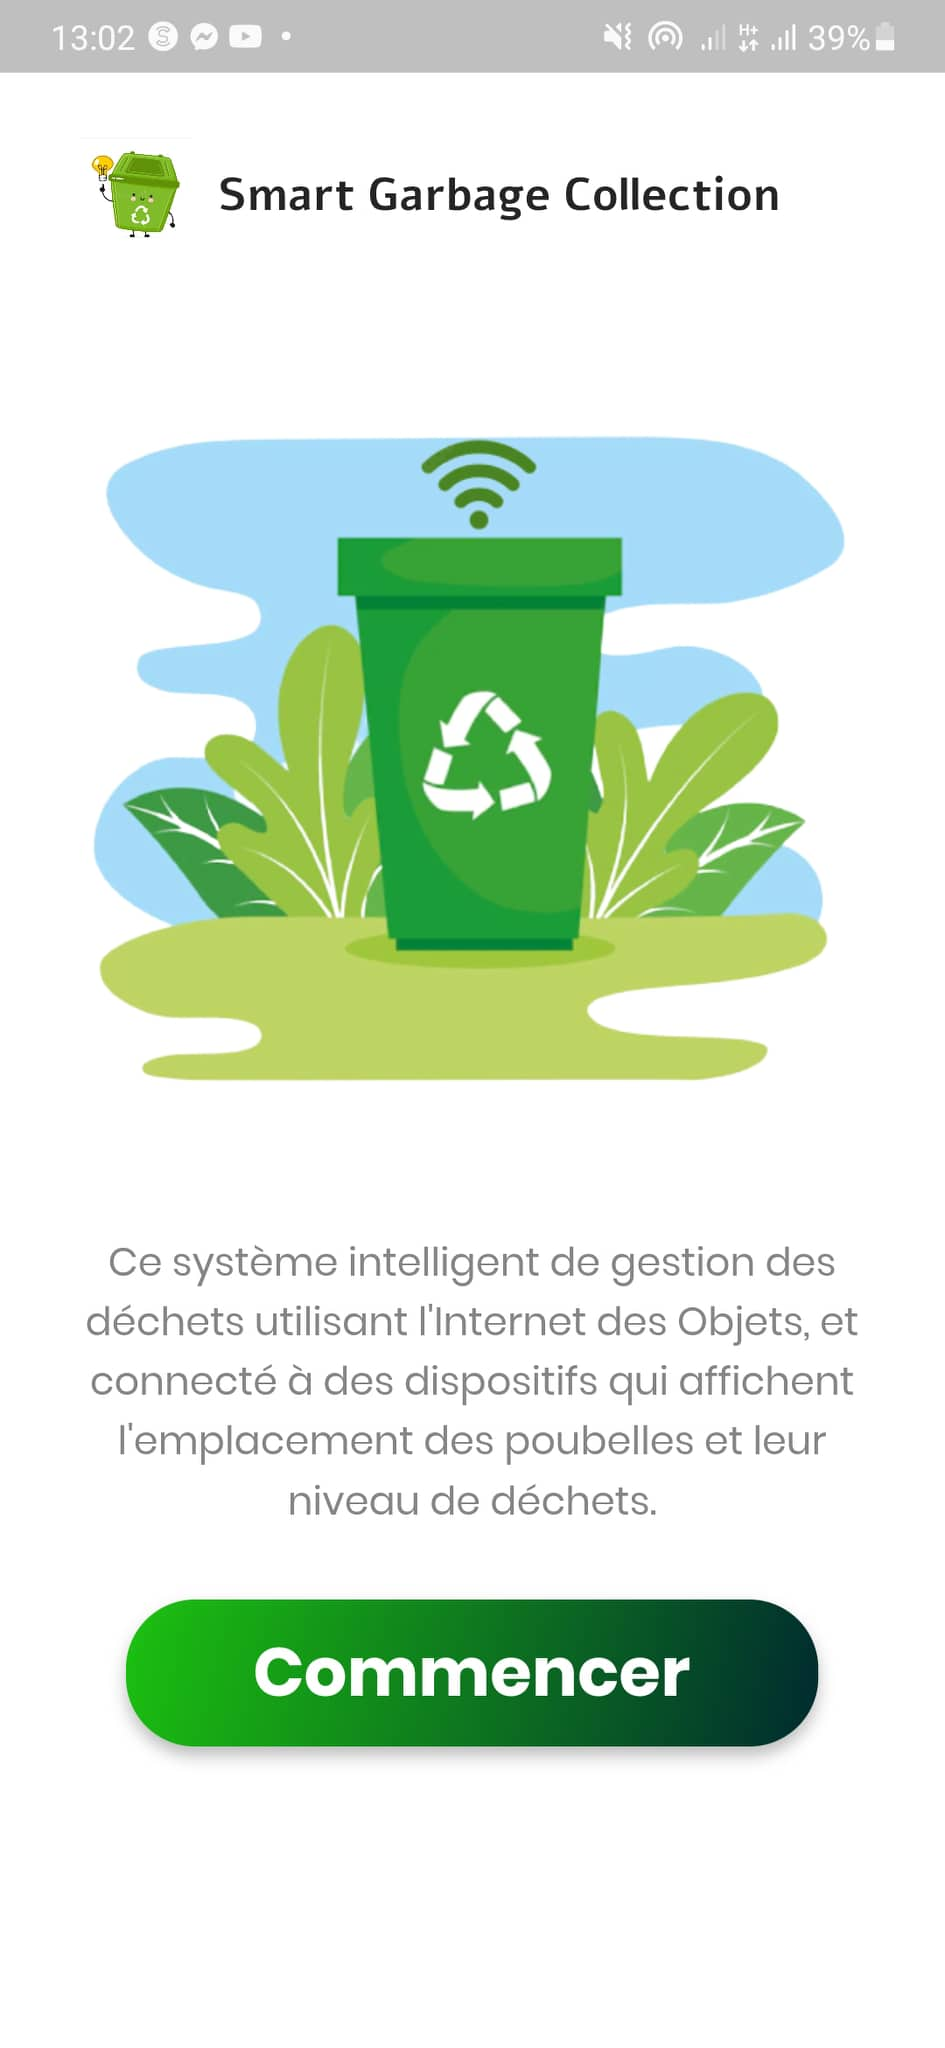 13:02 39%
H+
Smart Garbage Collection
Ce système intelligent de gestion des
déchets utilisant l'Internet des Objets, et
connecté à des dispositifs qui affichent
l'emplacement des poubelles et leur
niveau de déchets.
Commencer